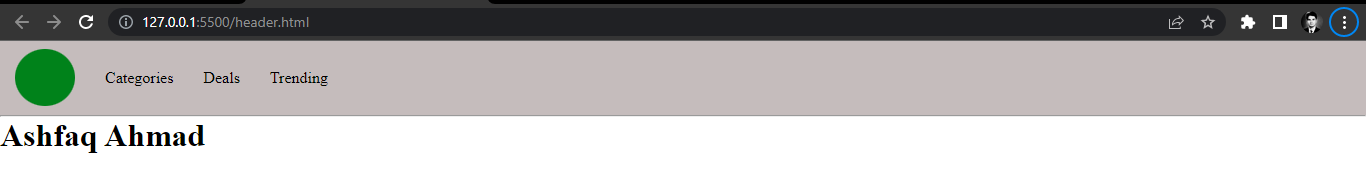 127.0.0.1:5500/header.html
Categories Deals Trending
Ashfaq Ahmad